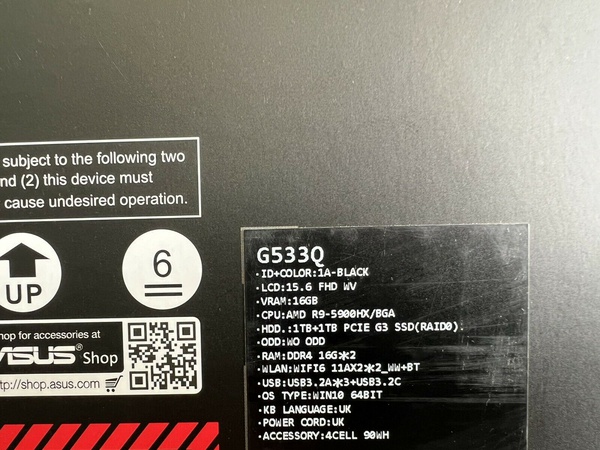 subject to the following two
nd (2) this device must
cause undesired operation.
UP
6
hop for accessories at
ASUS® Shop
ttp://shop.asus.com
G533Q
·ID+COLOR:1A-BLACK
·LCD:15.6 FHD WV
·VRAM:16GB
·CPU:AMD R9-5900HX/BGA
·HDD.:1TB+1TB PCIE G3 SSD(RAID0).
·ODD:WO ODD
·RAM:DDR4 16G*2
·WLAN:WIFI6 11AX2*2_WW+BT
·USB:USB3.2A*3+USB3.2C
·OS TYPE:WIN10 64BIT
·KB LANGUAGE:UK
·POWER CORD:UK
·ACCESSORY:4CELL 90WH